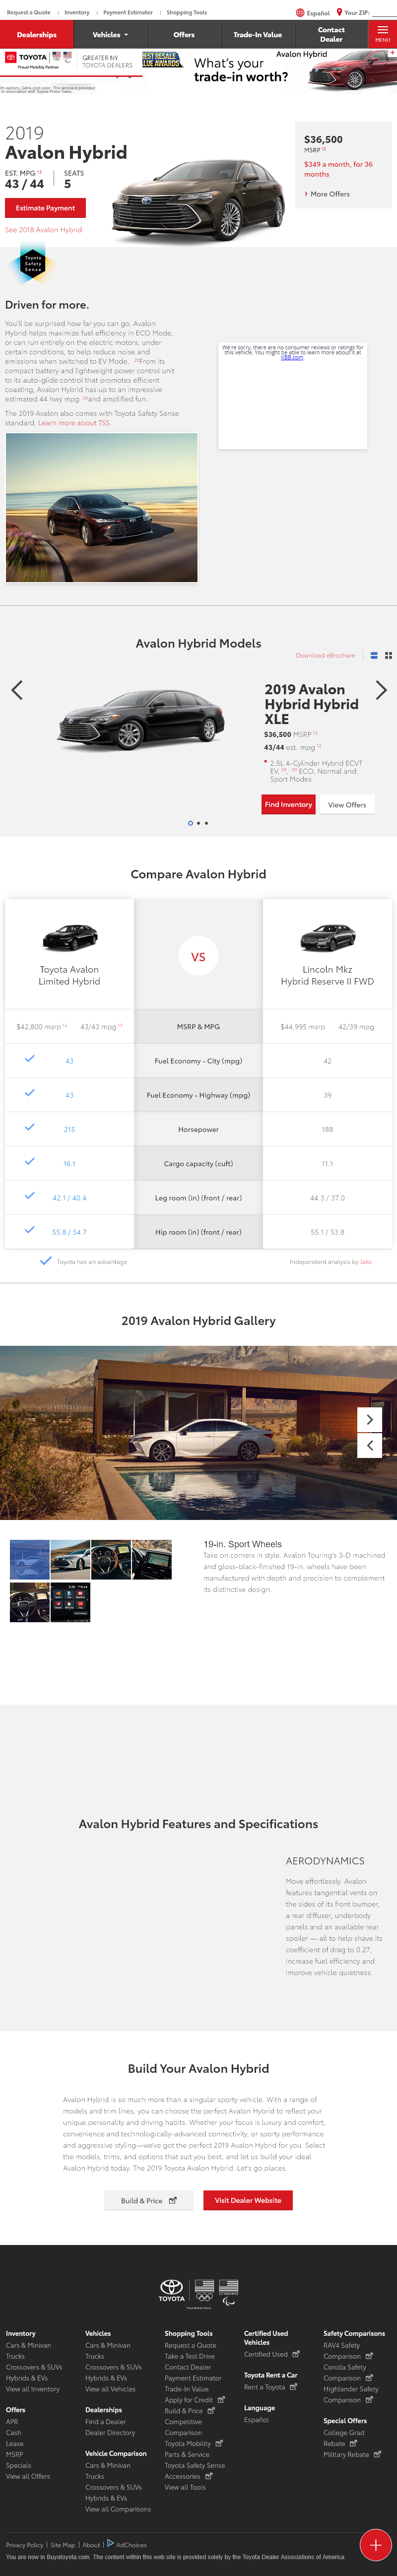 Request a Quote | Inventory | Payment Estimator | Shopping Tools
Español
Your ZIP:
Dealerships
Vehicles
Offers
Trade-In Value
Contact
Dealer
MENU
TOYOTA
Proud Mobility Partner
GREATER NY
TOYOTA DEALERS
What's your
trade-in worth?
Avalon Hybrid
2019
Avalon Hybrid
EST. MPG 13
43 / 44
SEATS
5
Estimate Payment
See 2018 Avalon Hybrid
$36,500
MSRP 12
$349 a month, for 36
months
More Offers
Toyota
Safety
Sense
Driven for more.
You'll be surprised how far you can go. Avalon
Hybrid helps maximize fuel efficiency in ECO Mode,
or can run entirely on the electric motors, under
certain conditions, to help reduce noise and
emissions when switched to EV Mode. 25From its
compact battery and lightweight power control unit
to its auto-glide control that promotes efficient
coasting, Avalon Hybrid has up to an impressive
estimated 44 hwy mpg 20and amplified fun.
The 2019 Avalon also comes with Toyota Safety Sense
standard. Learn more about TSS.
We're sorry, there are no consumer reviews or ratings for
this vehicle. You might be able to learn more about it at
KBB.com.
Avalon Hybrid Models
Download eBrochure
2019 Avalon
Hybrid Hybrid
XLE
$36,500 MSRP 12
43/44 est. mpg 13
2.5L 4-Cylinder Hybrid ECVT
EV, 25, 25 ECO, Normal and
Sport Modes
Find Inventory
View Offers
Compare Avalon Hybrid
Toyota Avalon
Limited Hybrid
VS
Lincoln Mkz
Hybrid Reserve II FWD
$42,800 msrp 12 43/43 mpg 13
MSRP & MPG
$44,995 msrp 42/39 mpg
43
Fuel Economy - City (mpg)
42
43
Fuel Economy - Highway (mpg)
39
215
Horsepower
188
16.1
Cargo capacity (cuft)
11.1
42.1 / 40.4
Leg room (in) (front / rear)
44.3 / 37.0
55.8 / 54.7
Hip room (in) (front / rear)
55.1 / 53.8
Toyota has an advantage
Independent analysis by Jato
2019 Avalon Hybrid Gallery
19-in. Sport Wheels
Take on corners in style. Avalon Touring's 3-D machined
and gloss-black-finished 19-in. wheels have been
manufactured with depth and precision to complement
its distinctive design.
Avalon Hybrid Features and Specifications
AERODYNAMICS
Move effortlessly. Avalon
features tangential vents on
the sides of its front bumper,
a rear diffuser, underbody
panels and an available rear
spoiler — all to help shave its
coefficient of drag to 0.27,
increase fuel efficiency and
improve vehicle quietness.
Build Your Avalon Hybrid
Avalon Hybrid is so much more than a singular sporty vehicle. With a range of
models and trim lines, you can choose the perfect Avalon Hybrid to reflect your
unique personality and driving habits. Whether your focus is luxury and comfort,
convenience and technologically-advanced connectivity, or sporty performance
and aggressive styling—we've got the perfect 2019 Avalon Hybrid for you. Select
the models, trims, and options that suit you best, and let us build your ideal
Avalon Hybrid today. The 2019 Toyota Avalon Hybrid. Let's go places.
Build & Price
Visit Dealer Website
TOYOTA
Inventory
Cars & Minivan
Trucks
Crossovers & SUVs
Hybrids & EVs
View all Inventory
Offers
APR
Cash
Lease
MSRP
Specials
View all Offers
Vehicles
Cars & Minivan
Trucks
Crossovers & SUVs
Hybrids & EVs
View all Vehicles
Dealerships
Find a Dealer
Dealer Directory
Vehicle Comparison
Cars & Minivan
Trucks
Crossovers & SUVs
Hybrids & EVs
View all Comparisons
Shopping Tools
Request a Quote
Take a Test Drive
Contact Dealer
Payment Estimator
Trade-In Value
Apply for Credit
Build & Price
Competitive
Comparison
Toyota Mobility
Parts & Service
Toyota Safety Sense
Accessories
View all Tools
Certified Used
Vehicles
Certified Used
Toyota Rent a Car
Rent a Toyota
Language
Español
Safety Comparisons
RAV4 Safety
Comparison
Corolla Safety
Comparison
Highlander Safety
Comparison
Special Offers
College Grad
Rebate
Military Rebate
Privacy Policy | Site Map | About | AdChoices
You are now in Buyatoyota.com. The content within this web site is provided solely by the Toyota Dealer Associations of America.